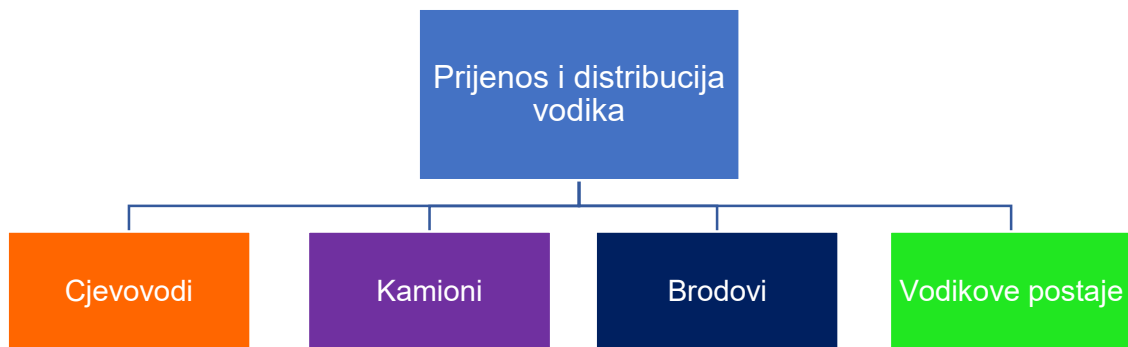 Prijenos i distribucija
vodika
Cjevovodi
Kamioni
Brodovi
Vodikove postaje